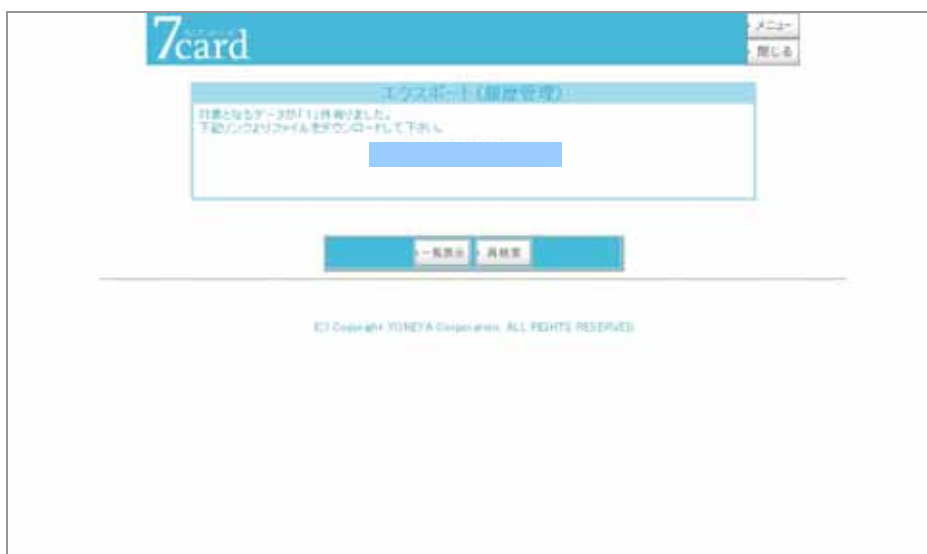 7card
メニュー
閉じる
エクスポート(履歴管理)
対象となるデータが「1」件有りました。
下記リンクよりファイルをダウンロードして下さい。
一覧表示
再検索
(C) Copyright YONEYA Corporation. ALL RIGHTS RESERVED